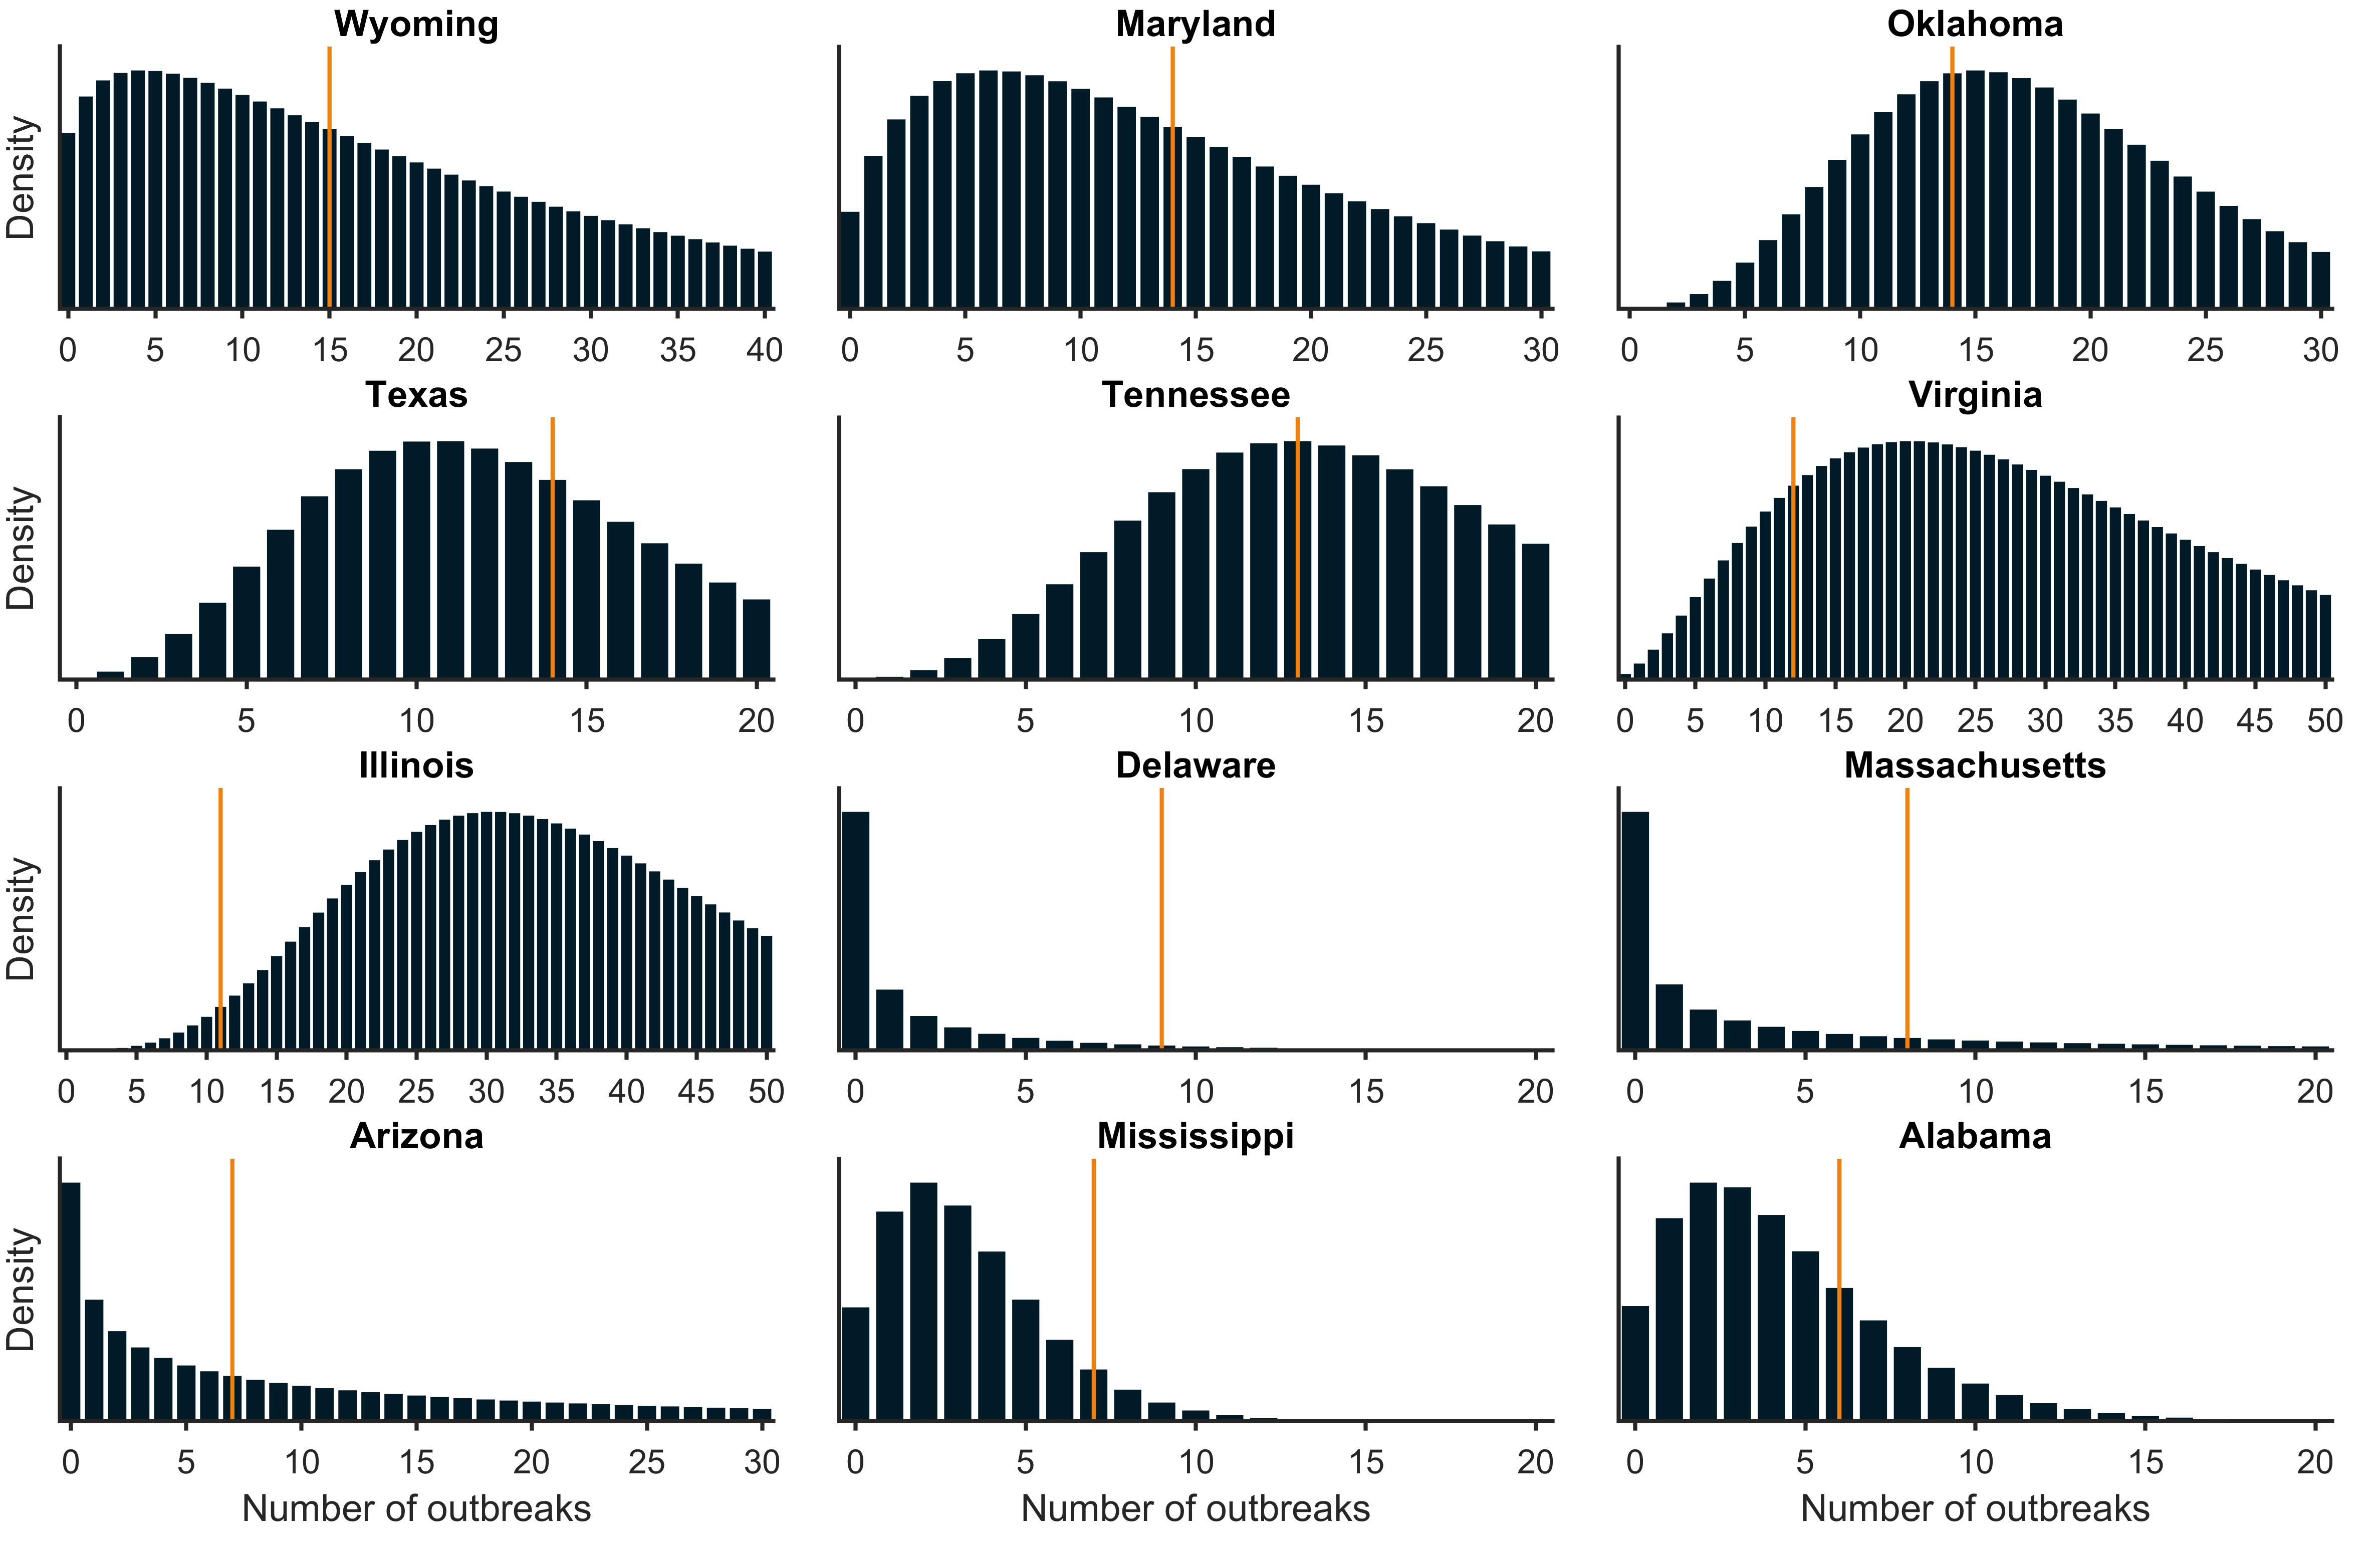 Wyoming Maryland Oklahoma
Density
0 5 10 15 20 25 30 35 40 0 5 10 15 20 25 30 0 5 10 15 20 25 30
Texas Tennessee Virginia
Density
0 5 10 15 20 0 5 10 15 20 0 5 10 15 20 25 30 35 40 45 50
Illinois Delaware Massachusetts
Density
0 5 10 15 20 25 30 35 40 45 50 0 5 10 15 20 0 5 10 15 20
Arizona Mississippi Alabama
Density
0 5 10 15 20 25 30 0 5 10 15 20 0 5 10 15 20
Number of outbreaks Number of outbreaks Number of outbreaks